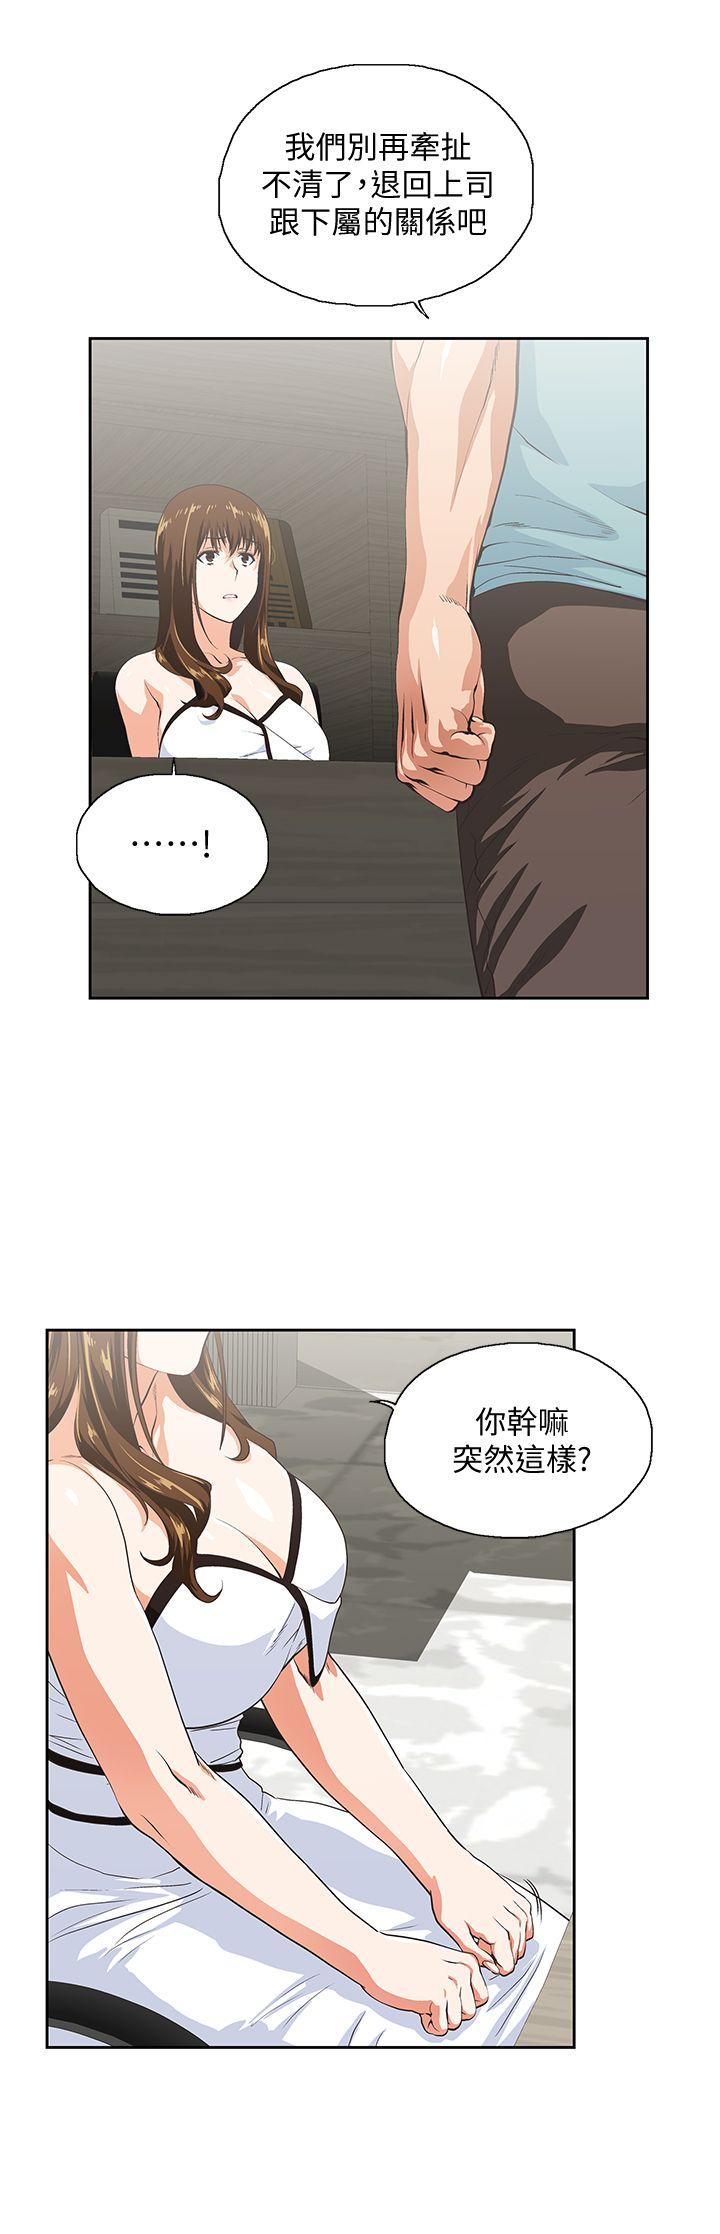 我們別再牽扯
不清了，退回上司
跟下屬的關係吧
⋯⋯!
你幹嘛
突然這樣?